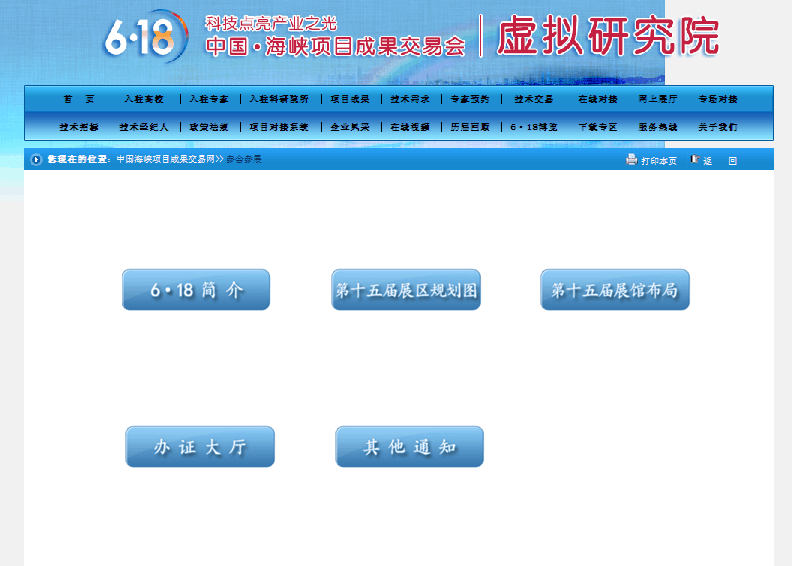 6·18
科技点亮产业之光
中国·海峡项目成果交易会 虚拟研究院
首 页 入驻高校 入驻专家 入驻科研院所 项目成果 技术需求 专家预约 技术交易 在线对接 网上展厅 专场对接
技术招标 技术经纪人 政策法规 项目对接系统 企业风采 在线视频 历届回顾 6·18博览 下载专区 服务热线 关于我们
您现在的位置：中国海峡项目成果交易网>> 参会参展 打印本页 返 回
6·18 简 介 第十五届展区规划图 第十五届展馆布局
办 证 大 厅 其 他 通 知